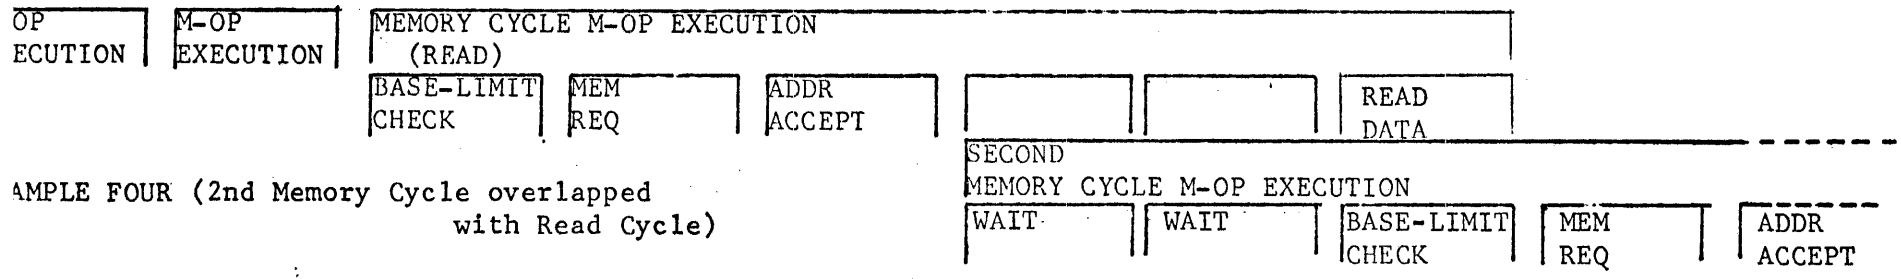 OP
ECUTION
M-OP
EXECUTION
MEMORY CYCLE M-OP EXECUTION
(READ)
BASE-LIMIT
CHECK
MEM
REQ
ADDR
ACCEPT
READ
DATA
SECOND
MEMORY CYCLE M-OP EXECUTION
WAIT
WAIT
BASE-LIMIT
CHECK
MEM
REQ
ADDR
ACCEPT
AMPLE FOUR (2nd Memory Cycle overlapped
with Read Cycle)